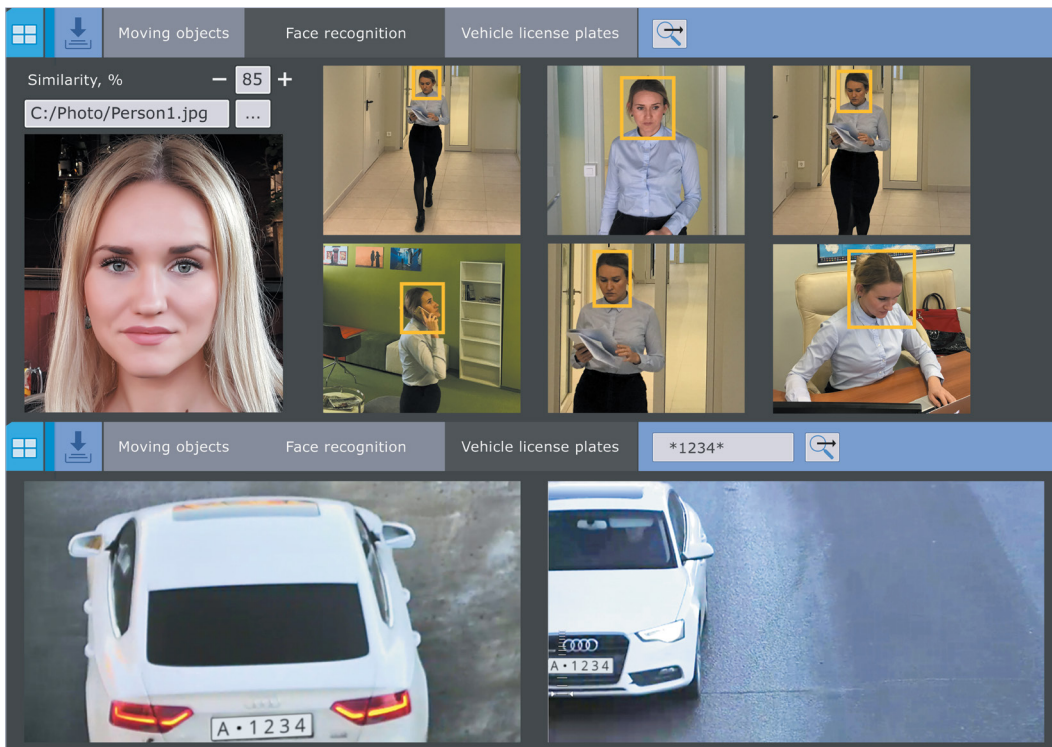 Moving objects
Face recognition
Vehicle license plates
Similarity, % − 85 +
C:/Photo/Person1.jpg ...
Moving objects
Face recognition
Vehicle license plates
*1234*
A•1234
A•1234